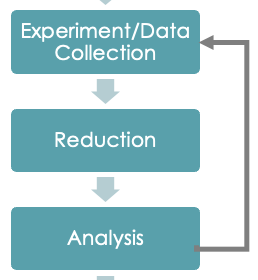 Experiment/Data
Collection
Reduction
Analysis